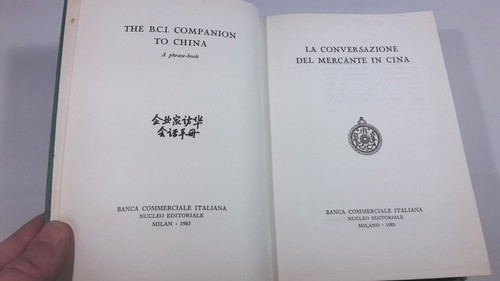 THE B.C.I. COMPANION
TO CHINA
A phrase-book
企业家访华
会话手册
BANCA COMMERCIALE ITALIANA
NUCLEO EDITORIALE
MILAN · 1983
LA CONVERSAZIONE
DEL MERCANTE IN CINA
BANCA COMMERCIALE ITALIANA
NUCLEO EDITORIALE
MILANO · 1983